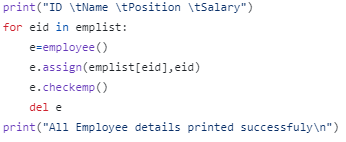 print("ID \tName \tPosition \tSalary")
for eid in emplist:
    e=employee()
    e.assign(emplist[eid],eid)
    e.checkemp()
    del e
print("All Employee details printed successfuly\n")